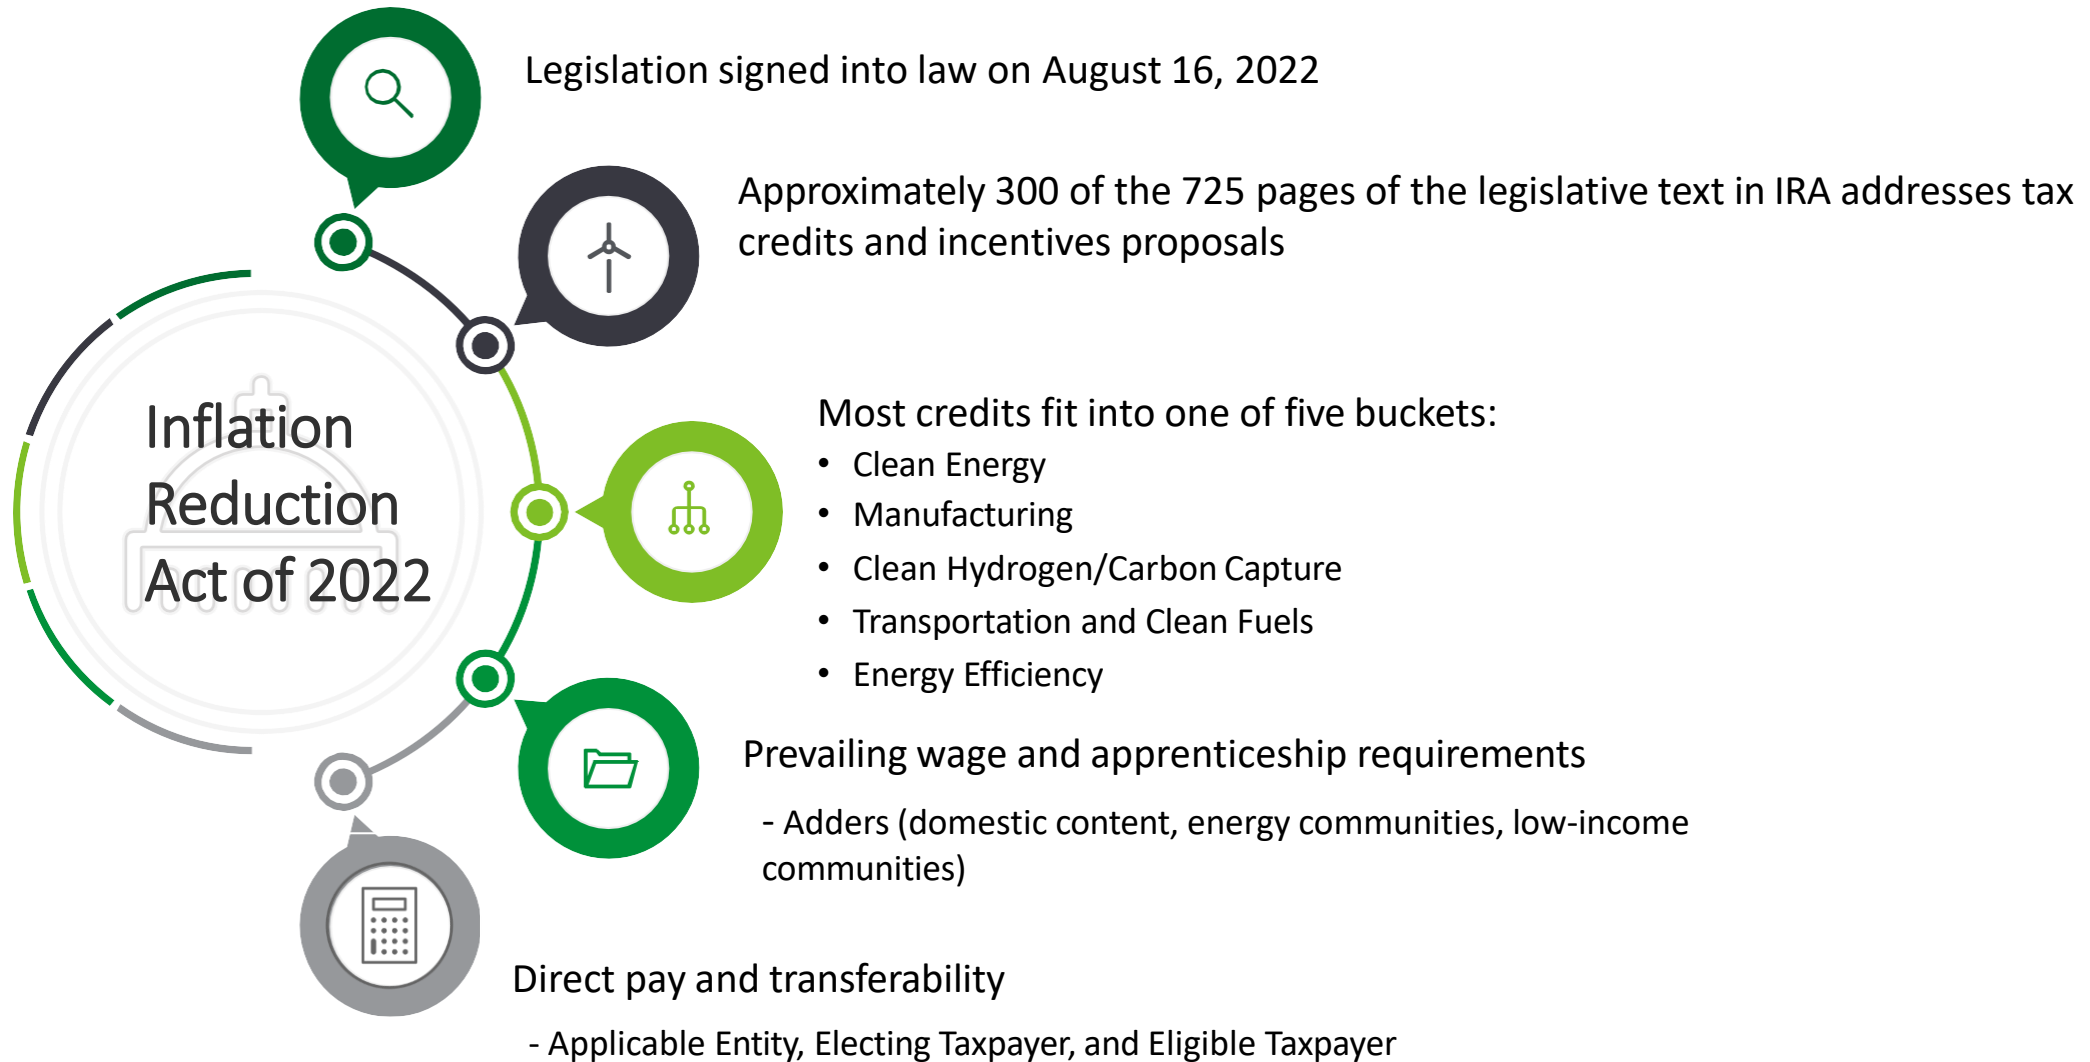 Legislation signed into law on August 16, 2022
Approximately 300 of the 725 pages of the legislative text in IRA addresses tax
credits and incentives proposals
Inflation
Reduction
Act of 2022
Most credits fit into one of five buckets:
• Clean Energy
• Manufacturing
• Clean Hydrogen/Carbon Capture
• Transportation and Clean Fuels
• Energy Efficiency
Prevailing wage and apprenticeship requirements
- Adders (domestic content, energy communities, low-income
communities)
Direct pay and transferability
- Applicable Entity, Electing Taxpayer, and Eligible Taxpayer